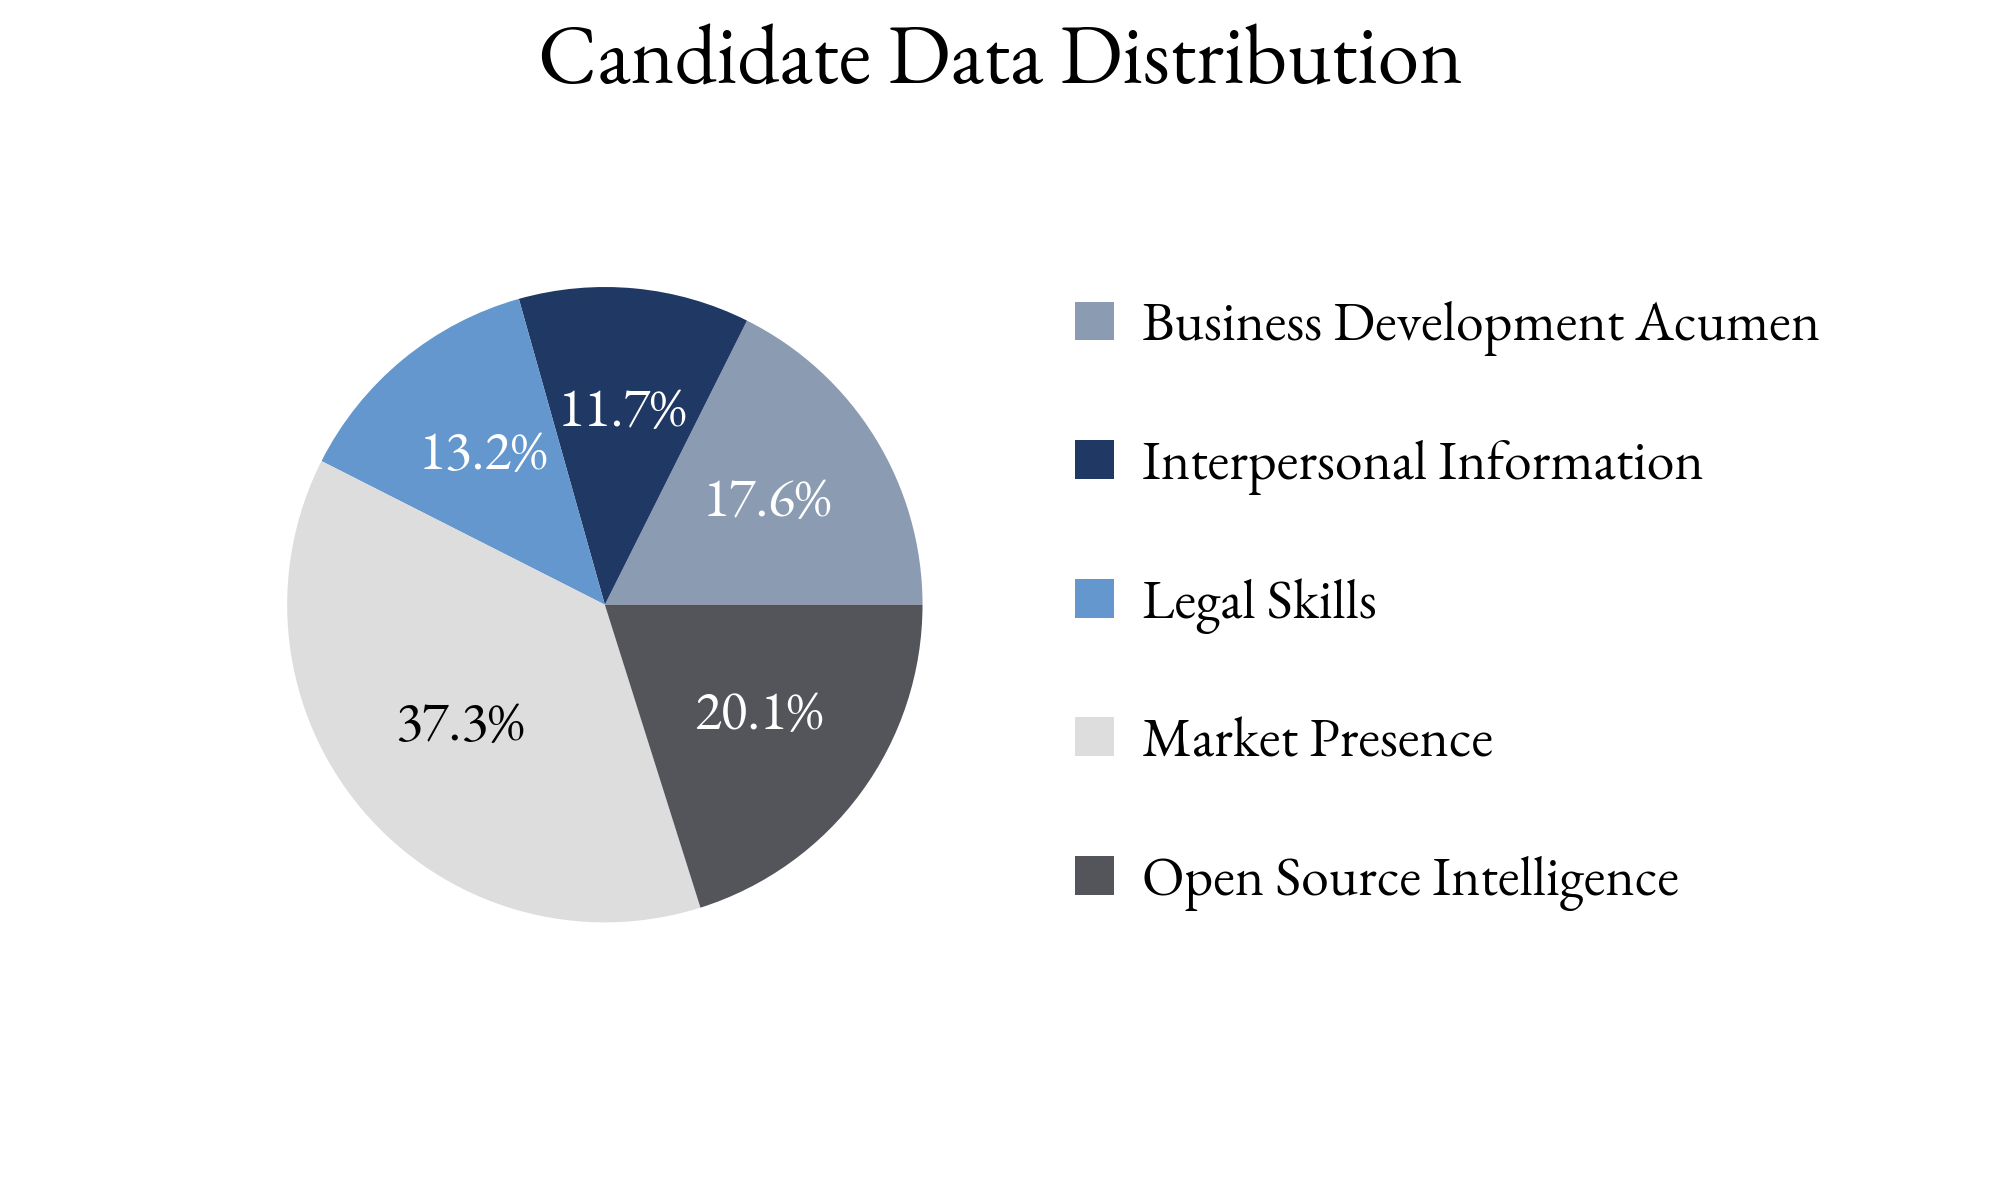 Candidate Data Distribution
11.7%
13.2%
17.6%
37.3%
20.1%
Business Development Acumen
Interpersonal Information
Legal Skills
Market Presence
Open Source Intelligence